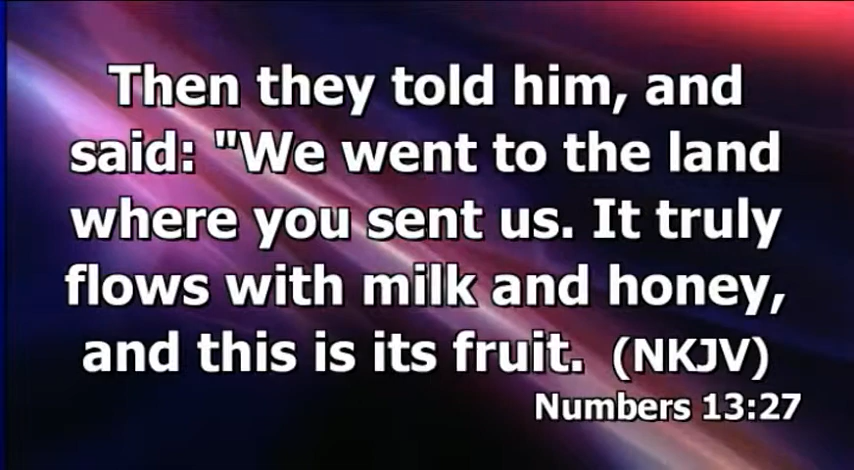 Then they told him, and
said: "We went to the land
where you sent us. It truly
flows with milk and honey,
and this is its fruit. (NKJV)
Numbers 13:27